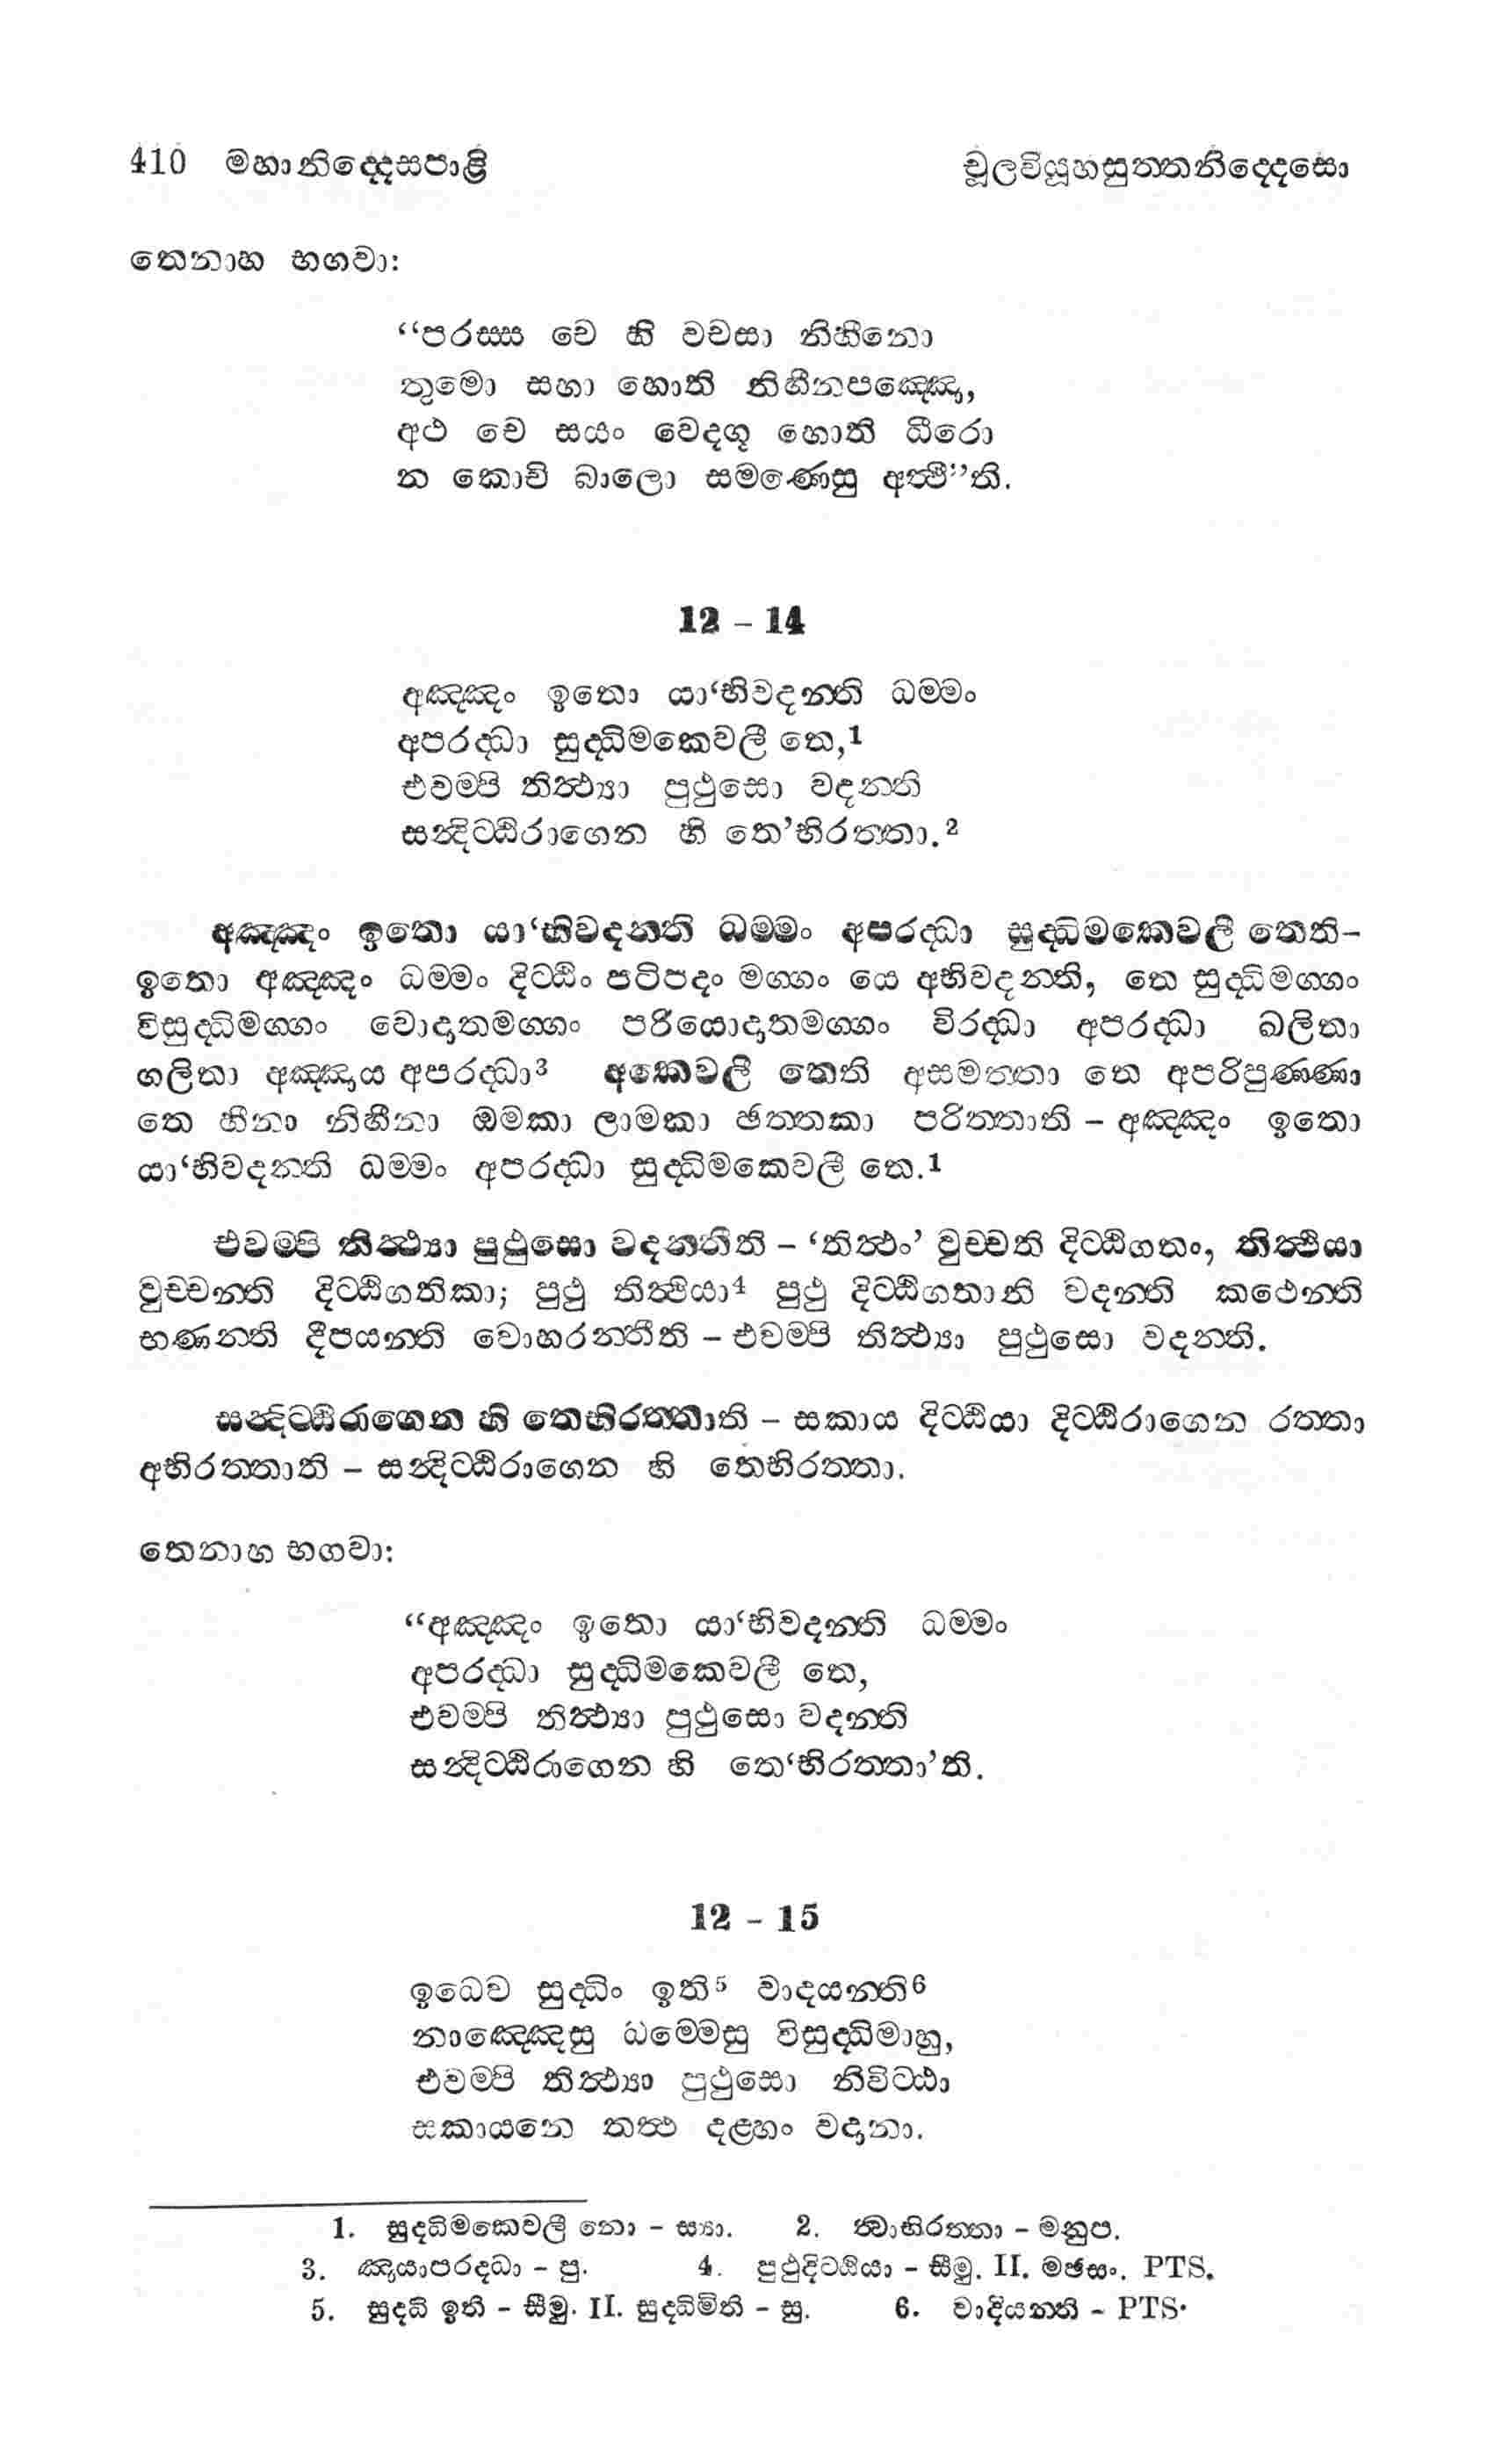 410 මහානිද්දෙසපාළි චූලවියූහසුත්තනිද්දෙසො
තෙනාහ භගවා:
“පරස්ස චෙ හි වචසා නිහීනො
තුමො සහා හොති නිහීනපඤ්ඤො,
අථ චෙ සයං වෙදගූ හොති ධීරො
න කොචි බාලො සමණෙසු අත්ථී”ති.
12 – 14
අඤ්ඤං ඉතො යා‘භිවදන්ති ධම්මං
අපරද්ධා සුද්ධිමකෙවලී තෙ,1
එවම්පි තිත්ථ්‍යා පුථුසො වදන්ති
සන්දිට්ඨිරාගෙන හි තෙ’භිරත්තා.2
අඤ්ඤං ඉතො යා‘භිවදන්ති ධම්මං අපරද්ධා සුද්ධිමකෙවලී තෙති–
ඉතො අඤ්ඤං ධම්මං දිට්ඨිං පටිපදං මග්ගං යෙ අභිවදන්ති, තෙ සුද්ධිමග්ගං
විසුද්ධිමග්ගං වොදාතමග්ගං පරියොදාතමග්ගං විරද්ධා අපරද්ධා ඛලිතා
ගලිතා අඤ්ඤාය අපරද්ධා3 අකෙවලී තෙති අසමත්තා තෙ අපරිපුණ්ණා
තෙ හීනා නිහීනා ඔමකා ලාමකා ඡත්තකා පරිත්තාති – අඤ්ඤං ඉතො
යා‘භිවදන්ති ධම්මං අපරද්ධා සුද්ධිමකෙවලී තෙ.1
එවම්පි තිත්ථ්‍යා පුථුසො වදන්තීති – ‘තිත්ථං’ වුච්චති දිට්ඨිගතං, තිත්ථියා
වුච්චන්ති දිට්ඨිගතිකා; පුථු තිත්ථියා4 පුථු දිට්ඨිගතානි වදන්ති කථෙන්ති
භණන්ති දීපයන්ති වොහරන්තීති – එවම්පි තිත්ථ්‍යා පුථුසො වදන්ති.
සන්දිට්ඨිරාගෙන හි තෙභිරත්තාති – සකාය දිට්ඨියා දිට්ඨිරාගෙන රත්තා
අභිරත්තාති – සන්දිට්ඨිරාගෙන හි තෙභිරත්තා.
තෙනාහ භගවා:
“අඤ්ඤං ඉතො යා‘භිවදන්ති ධම්මං
අපරද්ධා සුද්ධිමකෙවලී තෙ,
එවම්පි තිත්ථ්‍යා පුථුසො වදන්ති
සන්දිට්ඨිරාගෙන හි තෙ‘භිරත්තා’ති.
12 – 15
ඉධෙව සුද්ධිං ඉති5 වාදයන්ති6
නාඤ්ඤෙසු ධම්මෙසු විසුද්ධිමාහු,
එවම්පි තිත්ථ්‍යා පුථුසො නිවිට්ඨා
සකායනෙ තත්ථ දළ්හං වදානා.
1. සුද්ධිමකෙවලී නො – ස්‍යා. 2. ත්‍වාභිරත්තා – මනුප.
3. ඤායාපරද්ධා – පු. 4. පුථුදිට්ඨියා – සීමු. II. මඡසං. PTS.
5. සුද්ධි ඉති – සීමු. II. සුද්ධිමිති – සු. 6. වාදියන්ති – PTS.